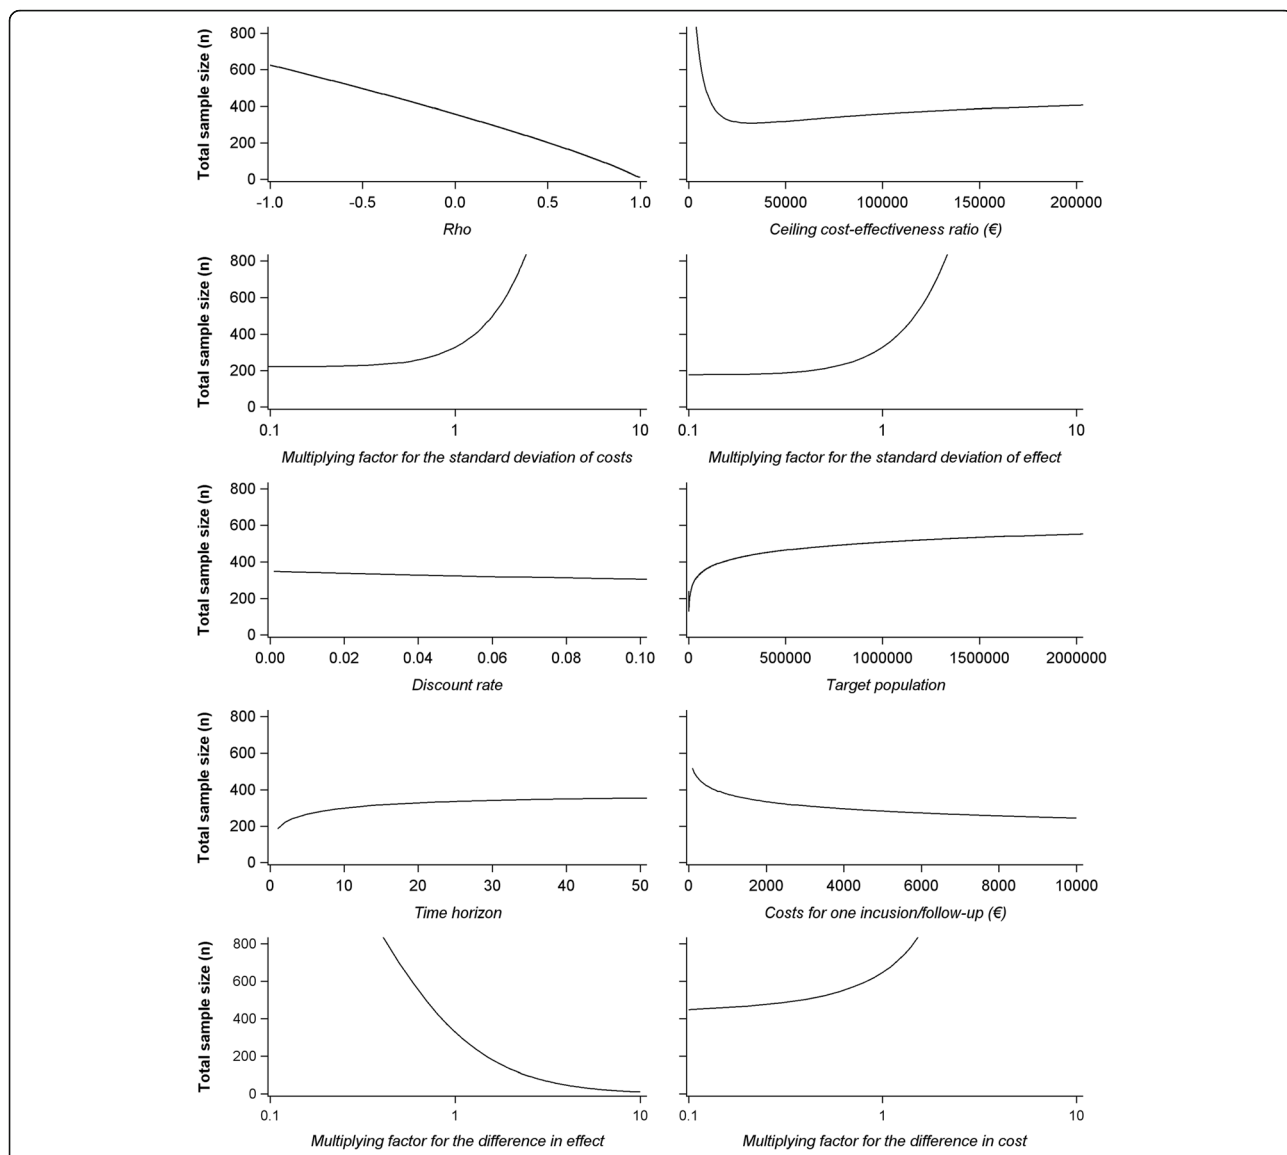 Total sample size (n)
800
600
400
200
0
-1.0 -0.5 0.0 0.5 1.0
Rho
0 50000 100000 150000 200000
Ceiling cost-effectiveness ratio (€)
Total sample size (n)
800
600
400
200
0
0.1 1 10
Multiplying factor for the standard deviation of costs
0.1 1 10
Multiplying factor for the standard deviation of effect
Total sample size (n)
800
600
400
200
0
0.00 0.02 0.04 0.06 0.08 0.10
Discount rate
0 500000 1000000 1500000 2000000
Target population
Total sample size (n)
800
600
400
200
0
0 10 20 30 40 50
Time horizon
0 2000 4000 6000 8000 10000
Costs for one incusion/follow-up (€)
Total sample size (n)
800
600
400
200
0
0.1 1 10
Multiplying factor for the difference in effect
0.1 1 10
Multiplying factor for the difference in cost